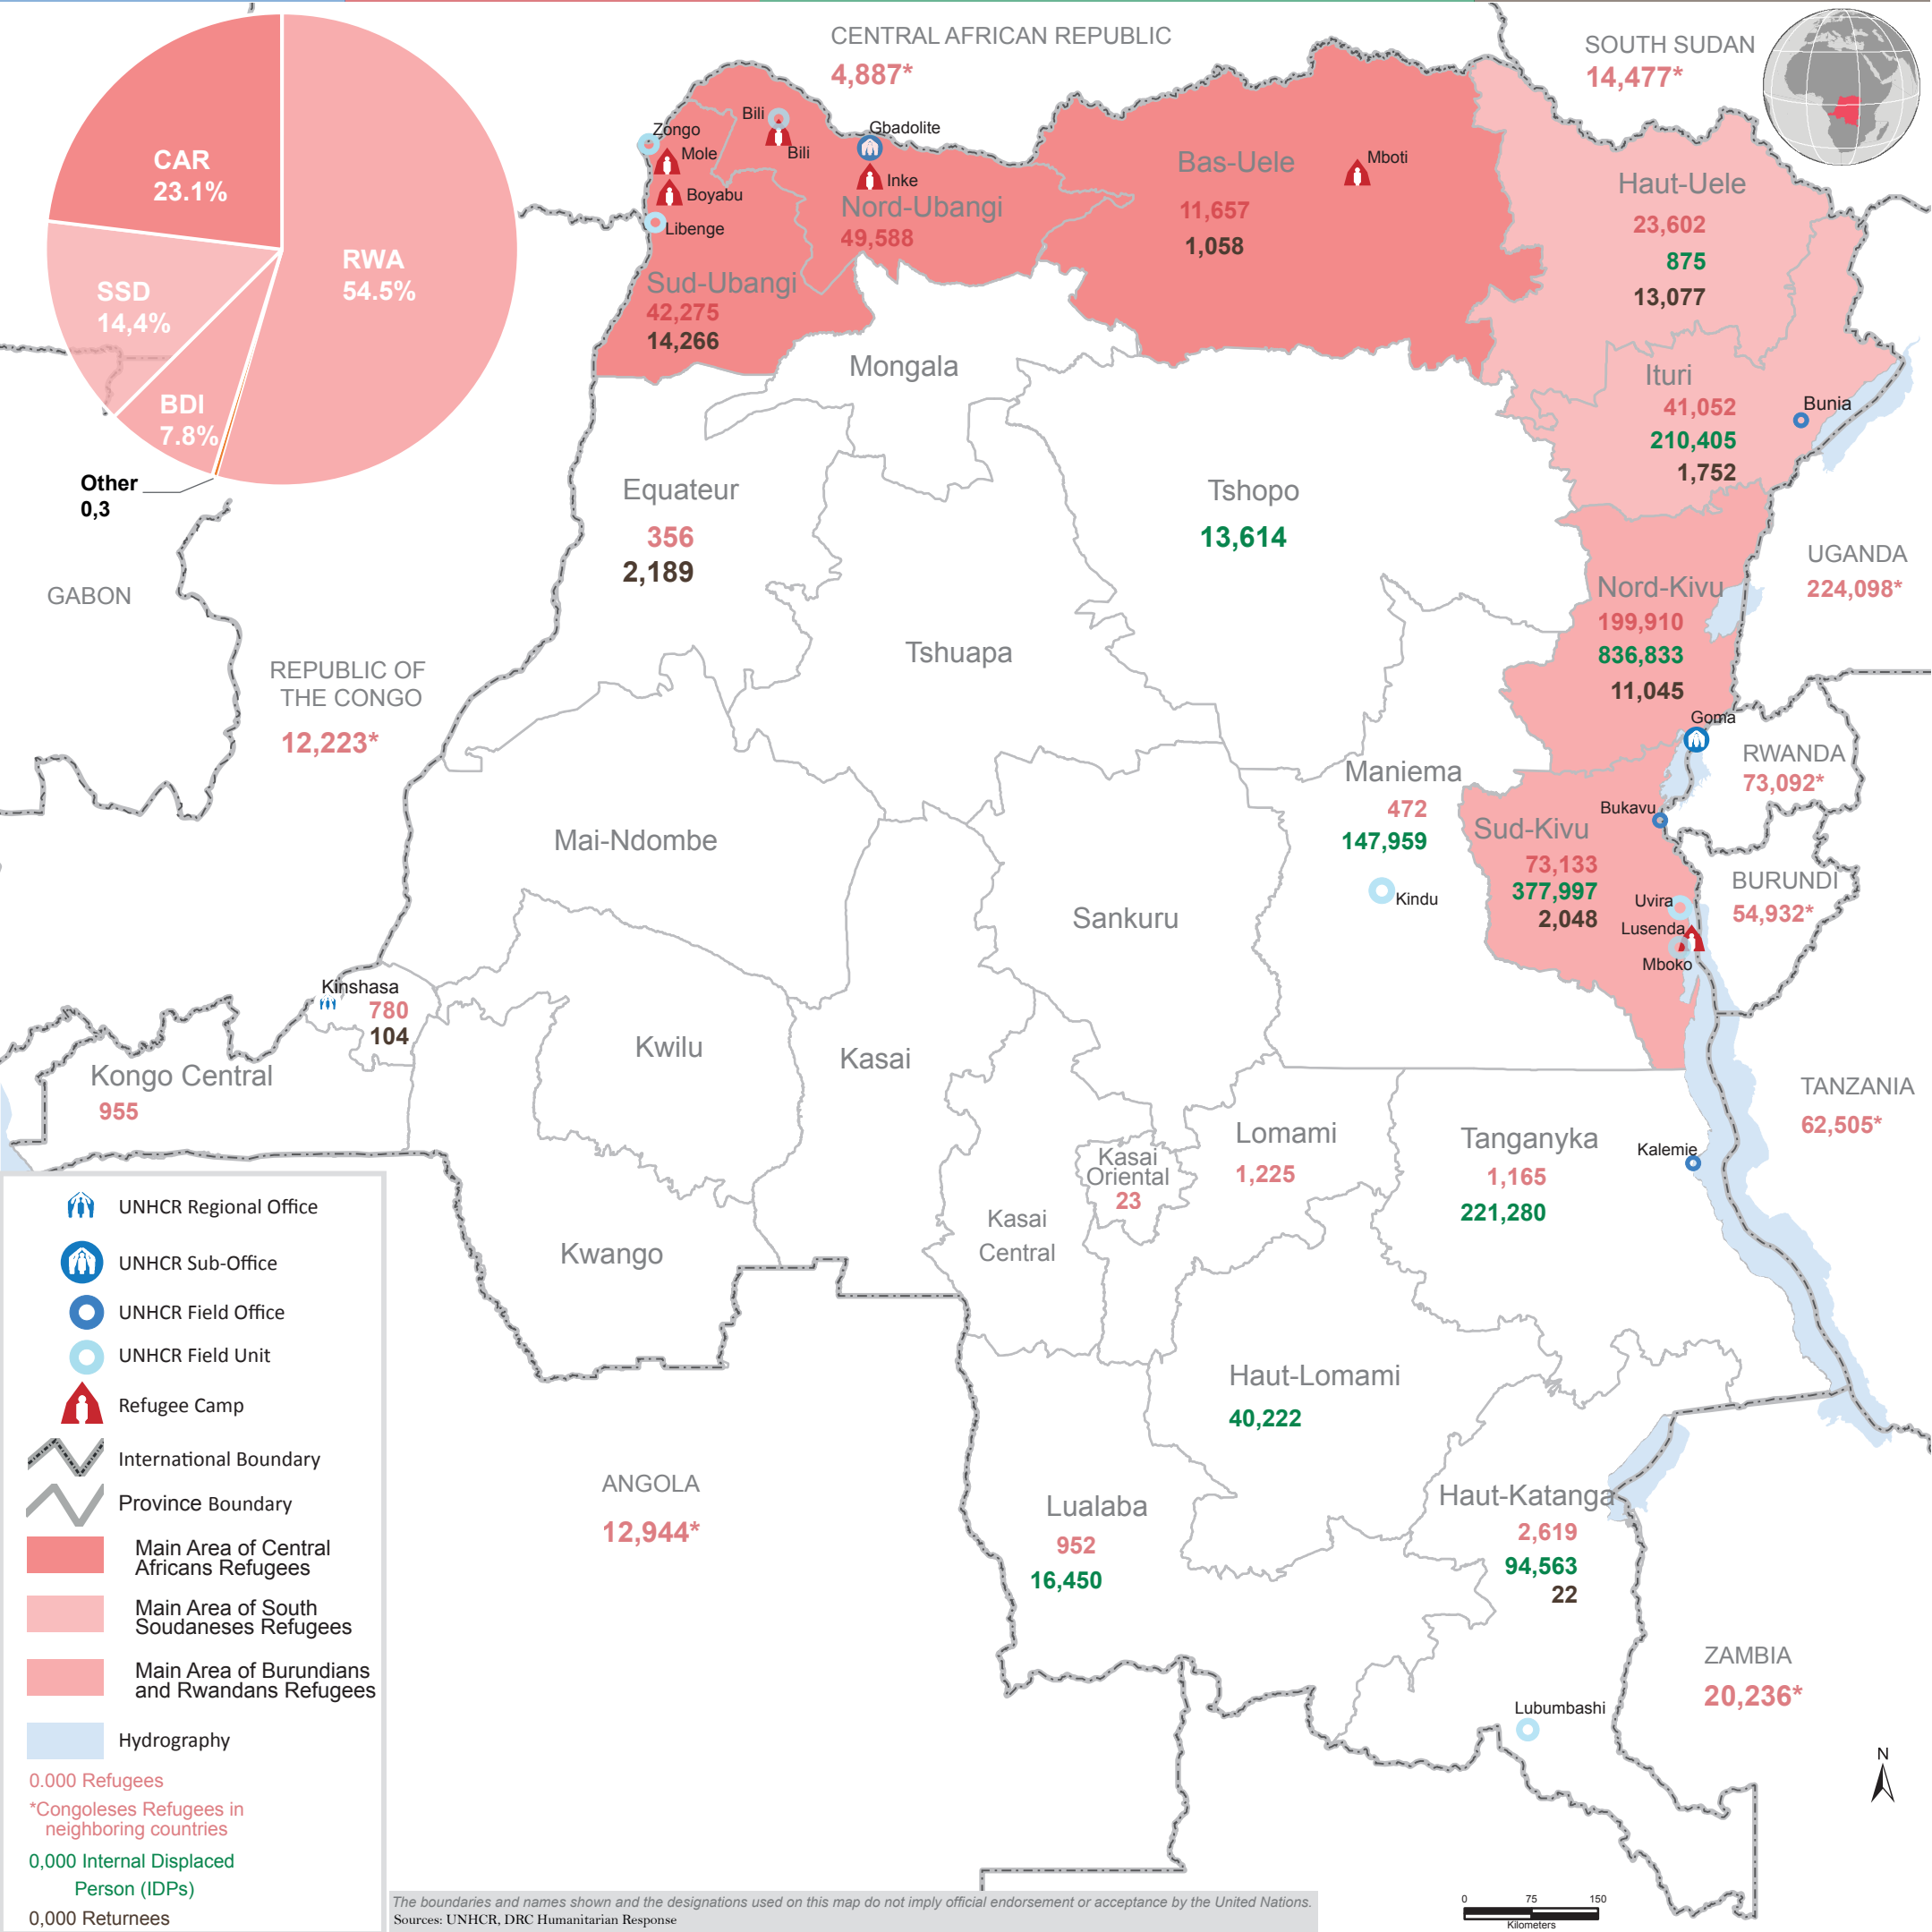 CENTRAL AFRICAN REPUBLIC
4,887*
SOUTH SUDAN
14,477*
CAR
23.1%
RWA
54.5%
SSD
14,4%
BDI
7.8%
Other
0,3
Zongo
Mole
Boyabu
Libenge
Bili
Bili
Gbadolite
Inke
Nord-Ubangi
49,588
Sud-Ubangi
42,275
14,266
Bas-Uele
11,657
1,058
Mboti
Haut-Uele
23,602
875
13,077
Ituri
41,052
210,405
1,752
Bunia
Mongala
Equateur
356
2,189
Tshopo
13,614
Tshuapa
GABON
REPUBLIC OF
THE CONGO
12,223*
UGANDA
224,098*
Nord-Kivu
199,910
836,833
11,045
Goma
RWANDA
73,092*
Maniema
472
147,959
Kindu
Bukavu
Sud-Kivu
73,133
377,997
2,048
Uvira
Lusenda
Mboko
BURUNDI
54,932*
Mai-Ndombe
Sankuru
Kinshasa
780
104
Kongo Central
955
Kwilu
Kasai
TANZANIA
62,505*
Lomami
1,225
Kasai
Oriental
23
Tanganyka
1,165
221,280
Kalemie
Kasai
Central
Kwango
Haut-Lomami
40,222
ANGOLA
12,944*
Lualaba
952
16,450
Haut-Katanga
2,619
94,563
22
ZAMBIA
20,236*
Lubumbashi
N
UNHCR Regional Office
UNHCR Sub-Office
UNHCR Field Office
UNHCR Field Unit
Refugee Camp
International Boundary
Province Boundary
Main Area of Central
Africans Refugees
Main Area of South
Soudaneses Refugees
Main Area of Burundians
and Rwandans Refugees
Hydrography
0.000 Refugees
*Congoleses Refugees in
neighboring countries
0,000 Internal Displaced
Person (IDPs)
0,000 Returnees
The boundaries and names shown and the designations used on this map do not imply official endorsement or acceptance by the United Nations.
Sources: UNHCR, DRC Humanitarian Response
0 75 150
Kilometers